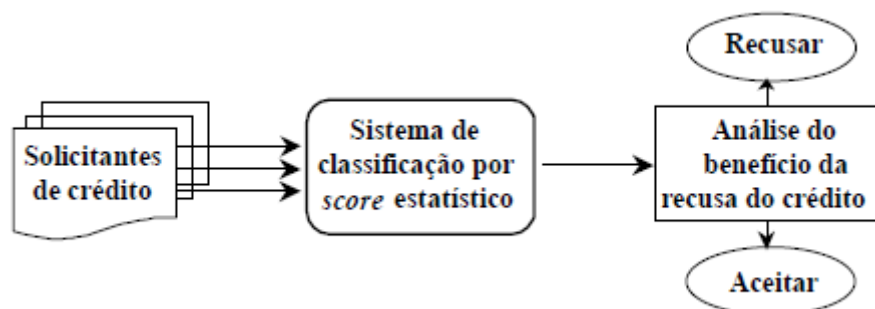 Solicitantes
de crédito
Sistema de
classificação por
score estatístico
Recusar
Análise do
benefício da
recusa do crédito
Aceitar